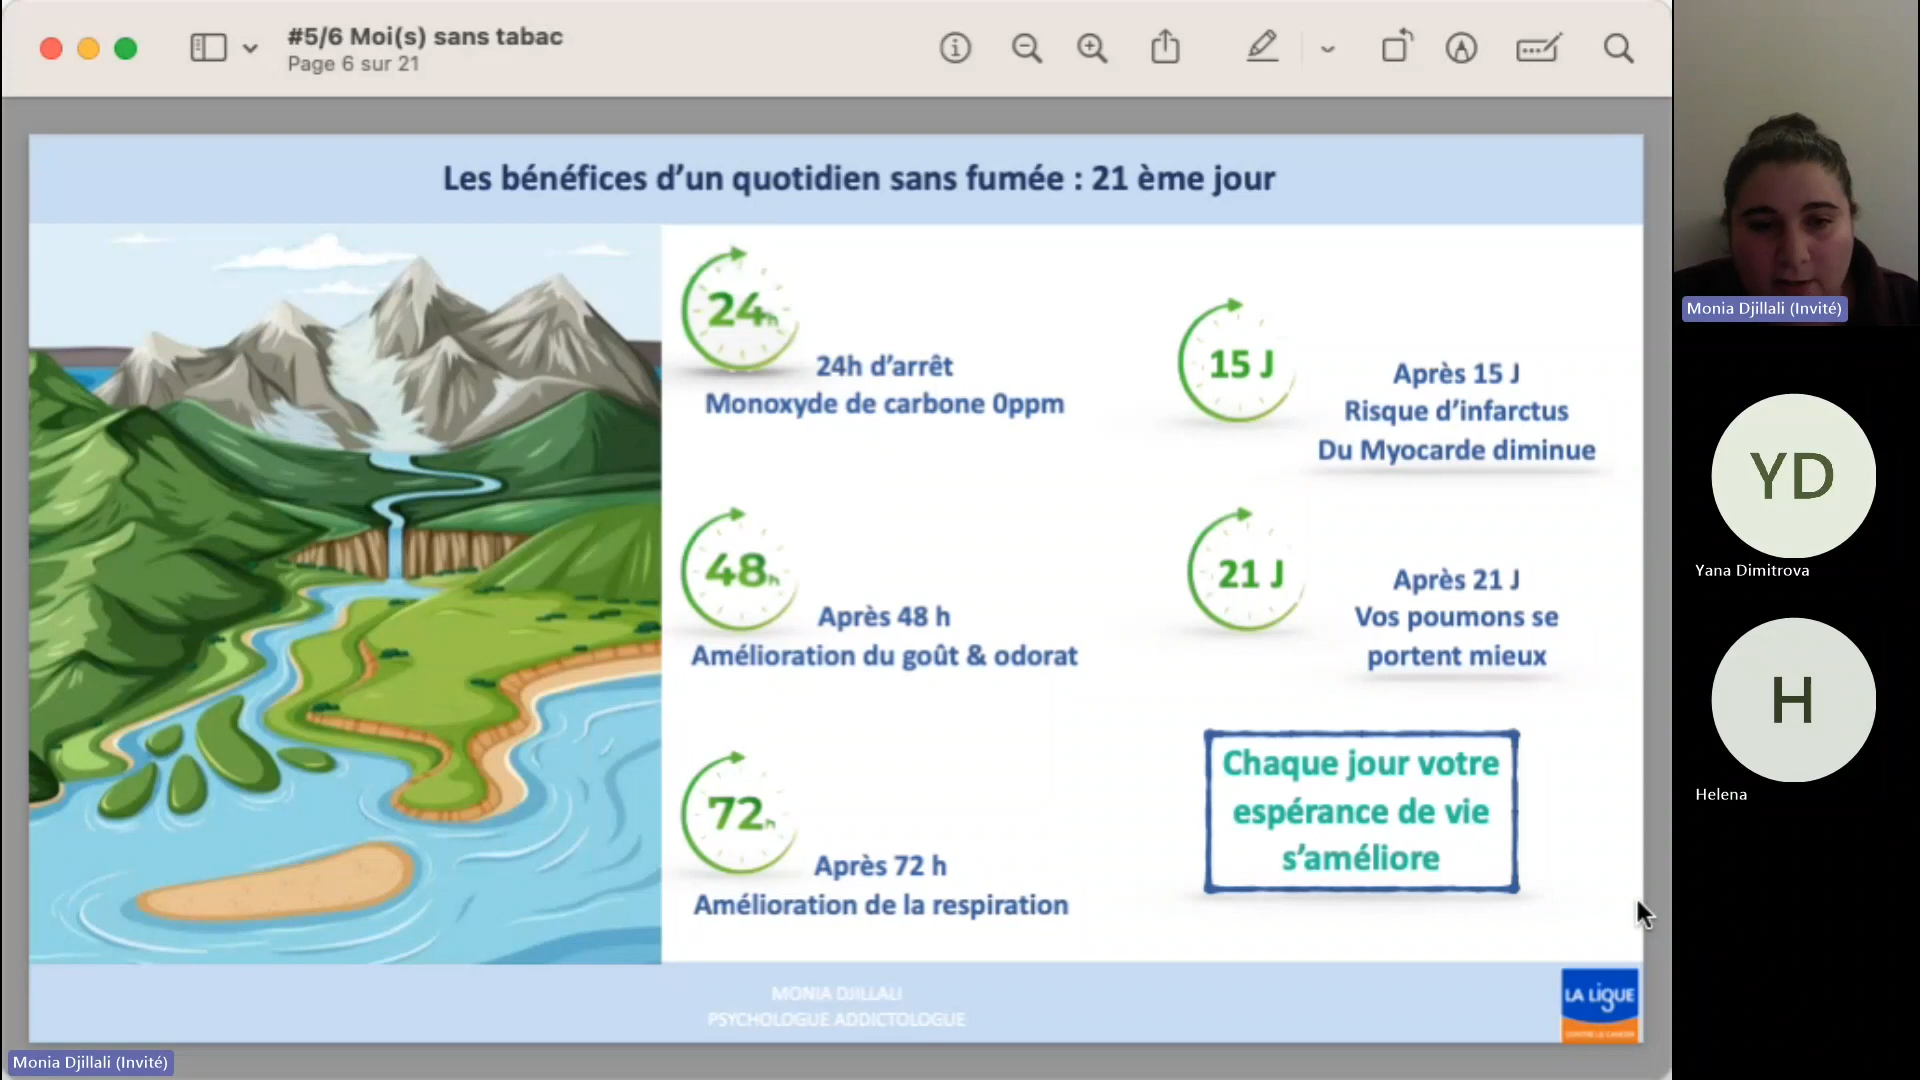 #5/6 Moi(s) sans tabac
Page 6 sur 21
Les bénéfices d’un quotidien sans fumée : 21 ème jour
24h
24h d’arrêt
Monoxyde de carbone 0ppm
15 J
Après 15 J
Risque d’infarctus
Du Myocarde diminue
48h
Après 48 h
Amélioration du goût & odorat
21 J
Après 21 J
Vos poumons se
portent mieux
72h
Après 72 h
Amélioration de la respiration
Chaque jour votre
espérance de vie
s’améliore
MONIA DJILLALI
PSYCHOLOGUE ADDICTOLOGUE
LA LIGUE
CONTRE LE CANCER
Monia Djillali (Invité)
Monia Djillali (Invité)
YD
Yana Dimitrova
H
Helena